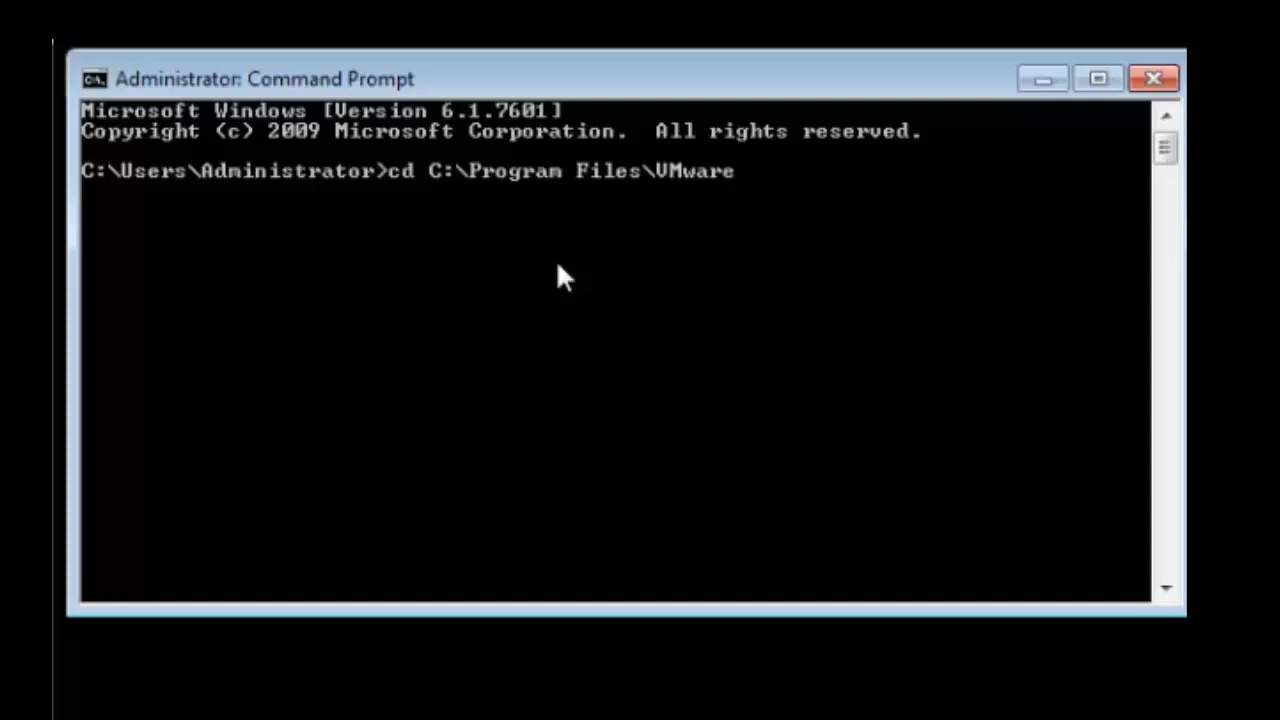 Administrator: Command Prompt
Microsoft Windows [Version 6.1.7601]
Copyright (c) 2009 Microsoft Corporation.  All rights reserved.
C:\Users\Administrator>cd C:\Program Files\VMware